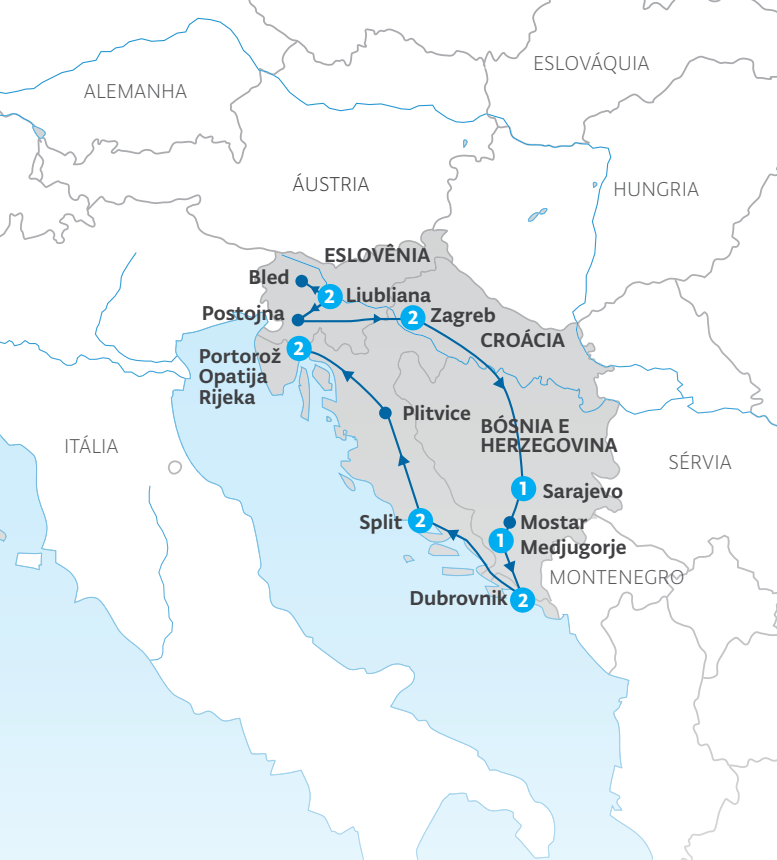 ESLOVÁQUIA
ALEMANHA
ÁUSTRIA
HUNGRIA
ESLOVÊNIA
Bled
2 Liubliana
Postojna
2 Zagreb
CROÁCIA
2
Portorož
Opatija
Rijeka
Plitvice
BÓSNIA E
HERZEGOVINA
ITÁLIA
SÉRVIA
1 Sarajevo
Split 2
Mostar
1
Medjugorje
MONTENEGRO
Dubrovnik 2